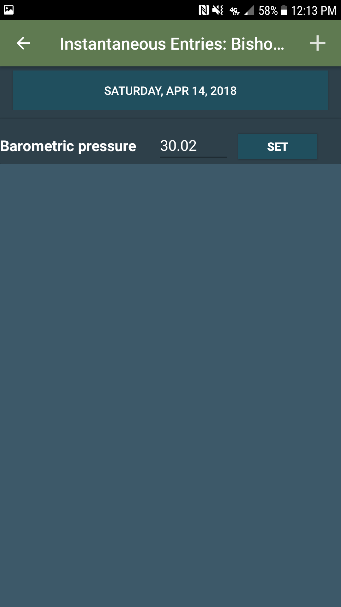 58% 12:13 PM
Instantaneous Entries: Bisho...
SATURDAY, APR 14, 2018
Barometric pressure 30.02 SET